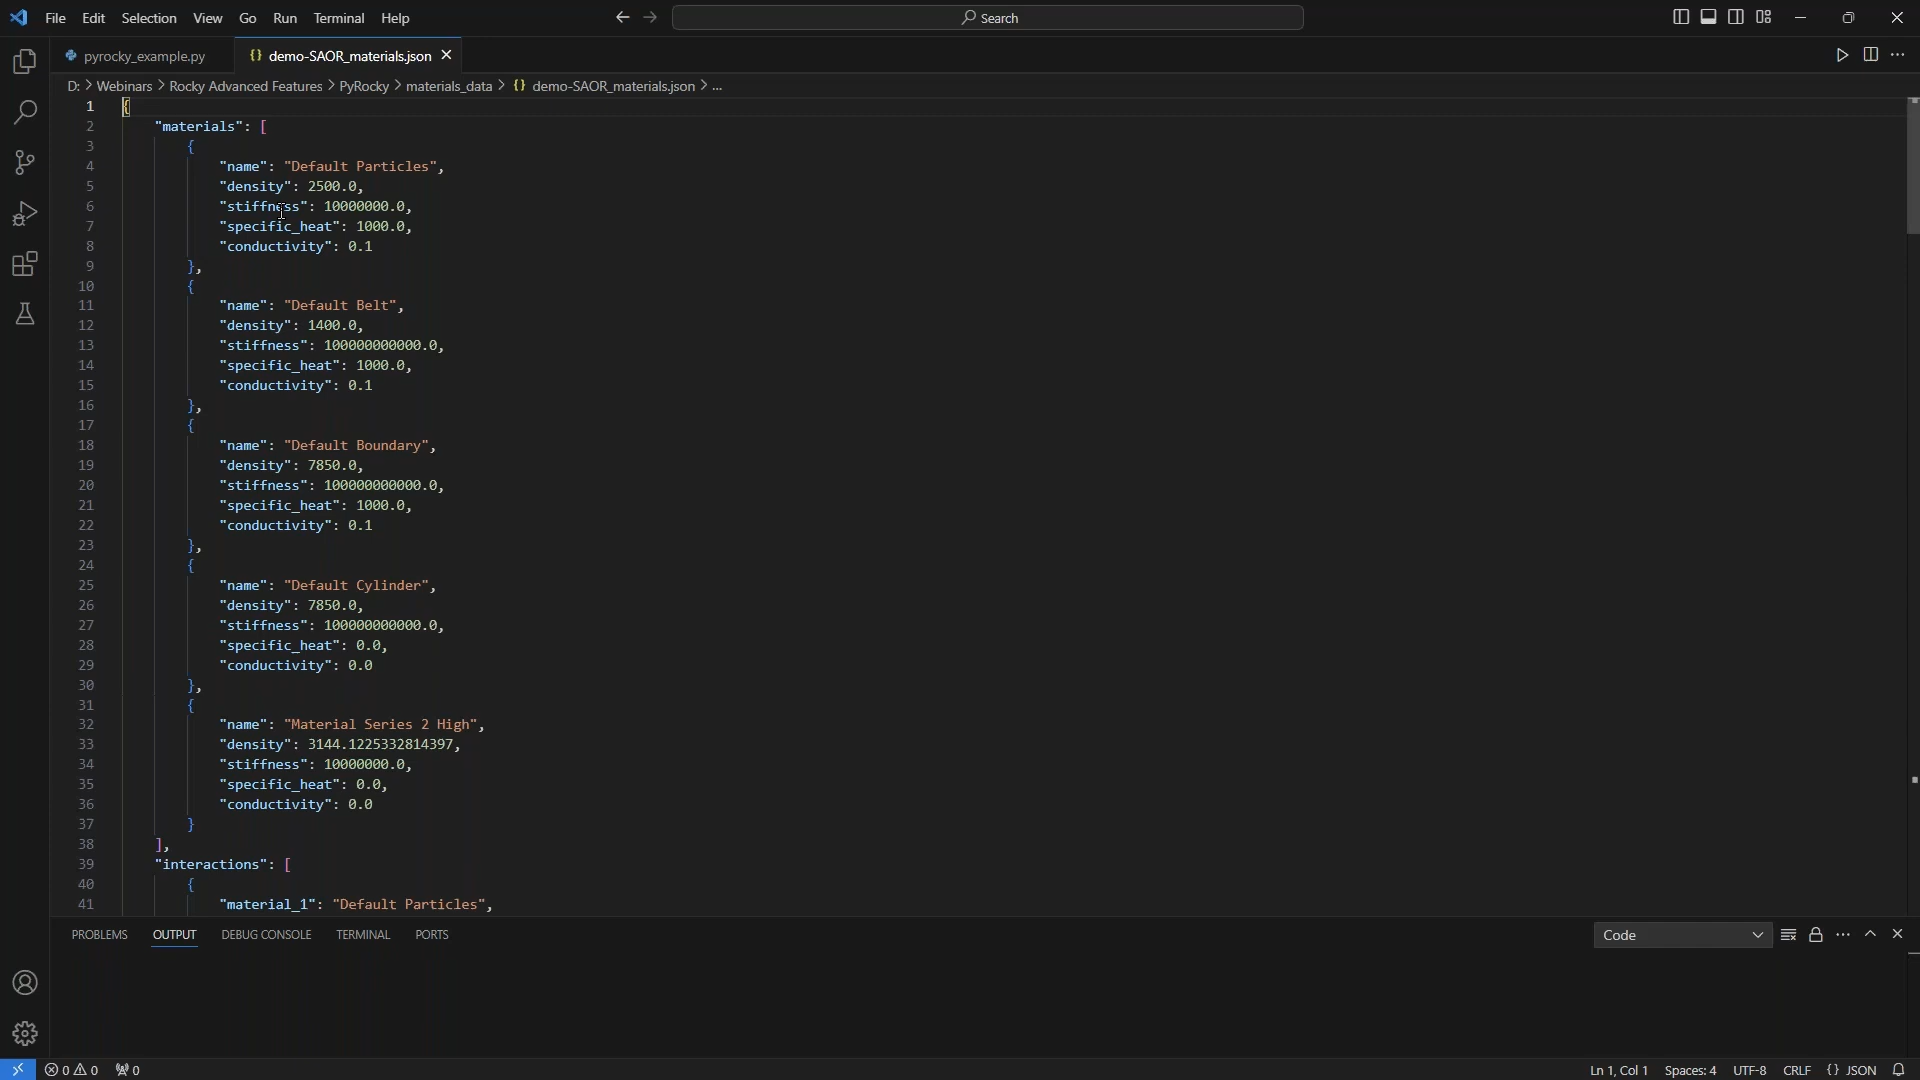 File Edit Selection View Go Run Terminal Help
Search
pyrocky_example.py
demo-SAOR_materials.json
D: > Webinars > Rocky Advanced Features > PyRocky > materials_data > {} demo-SAOR_materials.json > ...
1 {
2 "materials": [
3 {
4 "name": "Default Particles",
5 "density": 2500.0,
6 "stiffness": 10000000.0,
7 "specific_heat": 1000.0,
8 "conductivity": 0.1
9 },
10 {
11 "name": "Default Belt",
12 "density": 1400.0,
13 "stiffness": 100000000000.0,
14 "specific_heat": 1000.0,
15 "conductivity": 0.1
16 },
17 {
18 "name": "Default Boundary",
19 "density": 7850.0,
20 "stiffness": 100000000000.0,
21 "specific_heat": 1000.0,
22 "conductivity": 0.1
23 },
24 {
25 "name": "Default Cylinder",
26 "density": 7850.0,
27 "stiffness": 100000000000.0,
28 "specific_heat": 0.0,
29 "conductivity": 0.0
30 },
31 {
32 "name": "Material Series 2 High",
33 "density": 3144.1225332814397,
34 "stiffness": 10000000.0,
35 "specific_heat": 0.0,
36 "conductivity": 0.0
37 }
38 ],
39 "interactions": [
40 {
41 "material_1": "Default Particles",
PROBLEMS OUTPUT DEBUG CONSOLE TERMINAL PORTS
Code
0 0 0
Ln 1, Col 1 Spaces: 4 UTF-8 CRLF {} JSON